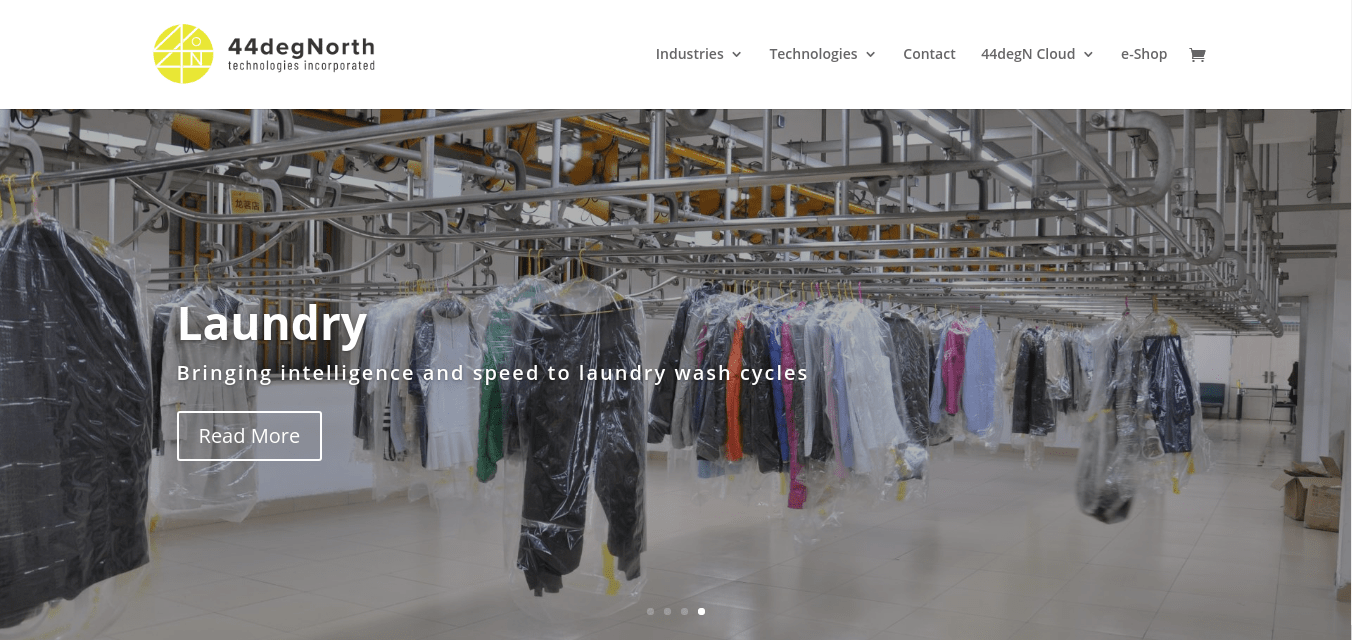 44degNorth
technologies incorporated
Industries
Technologies
Contact
44degN Cloud
e-Shop
Laundry
Bringing intelligence and speed to laundry wash cycles
Read More